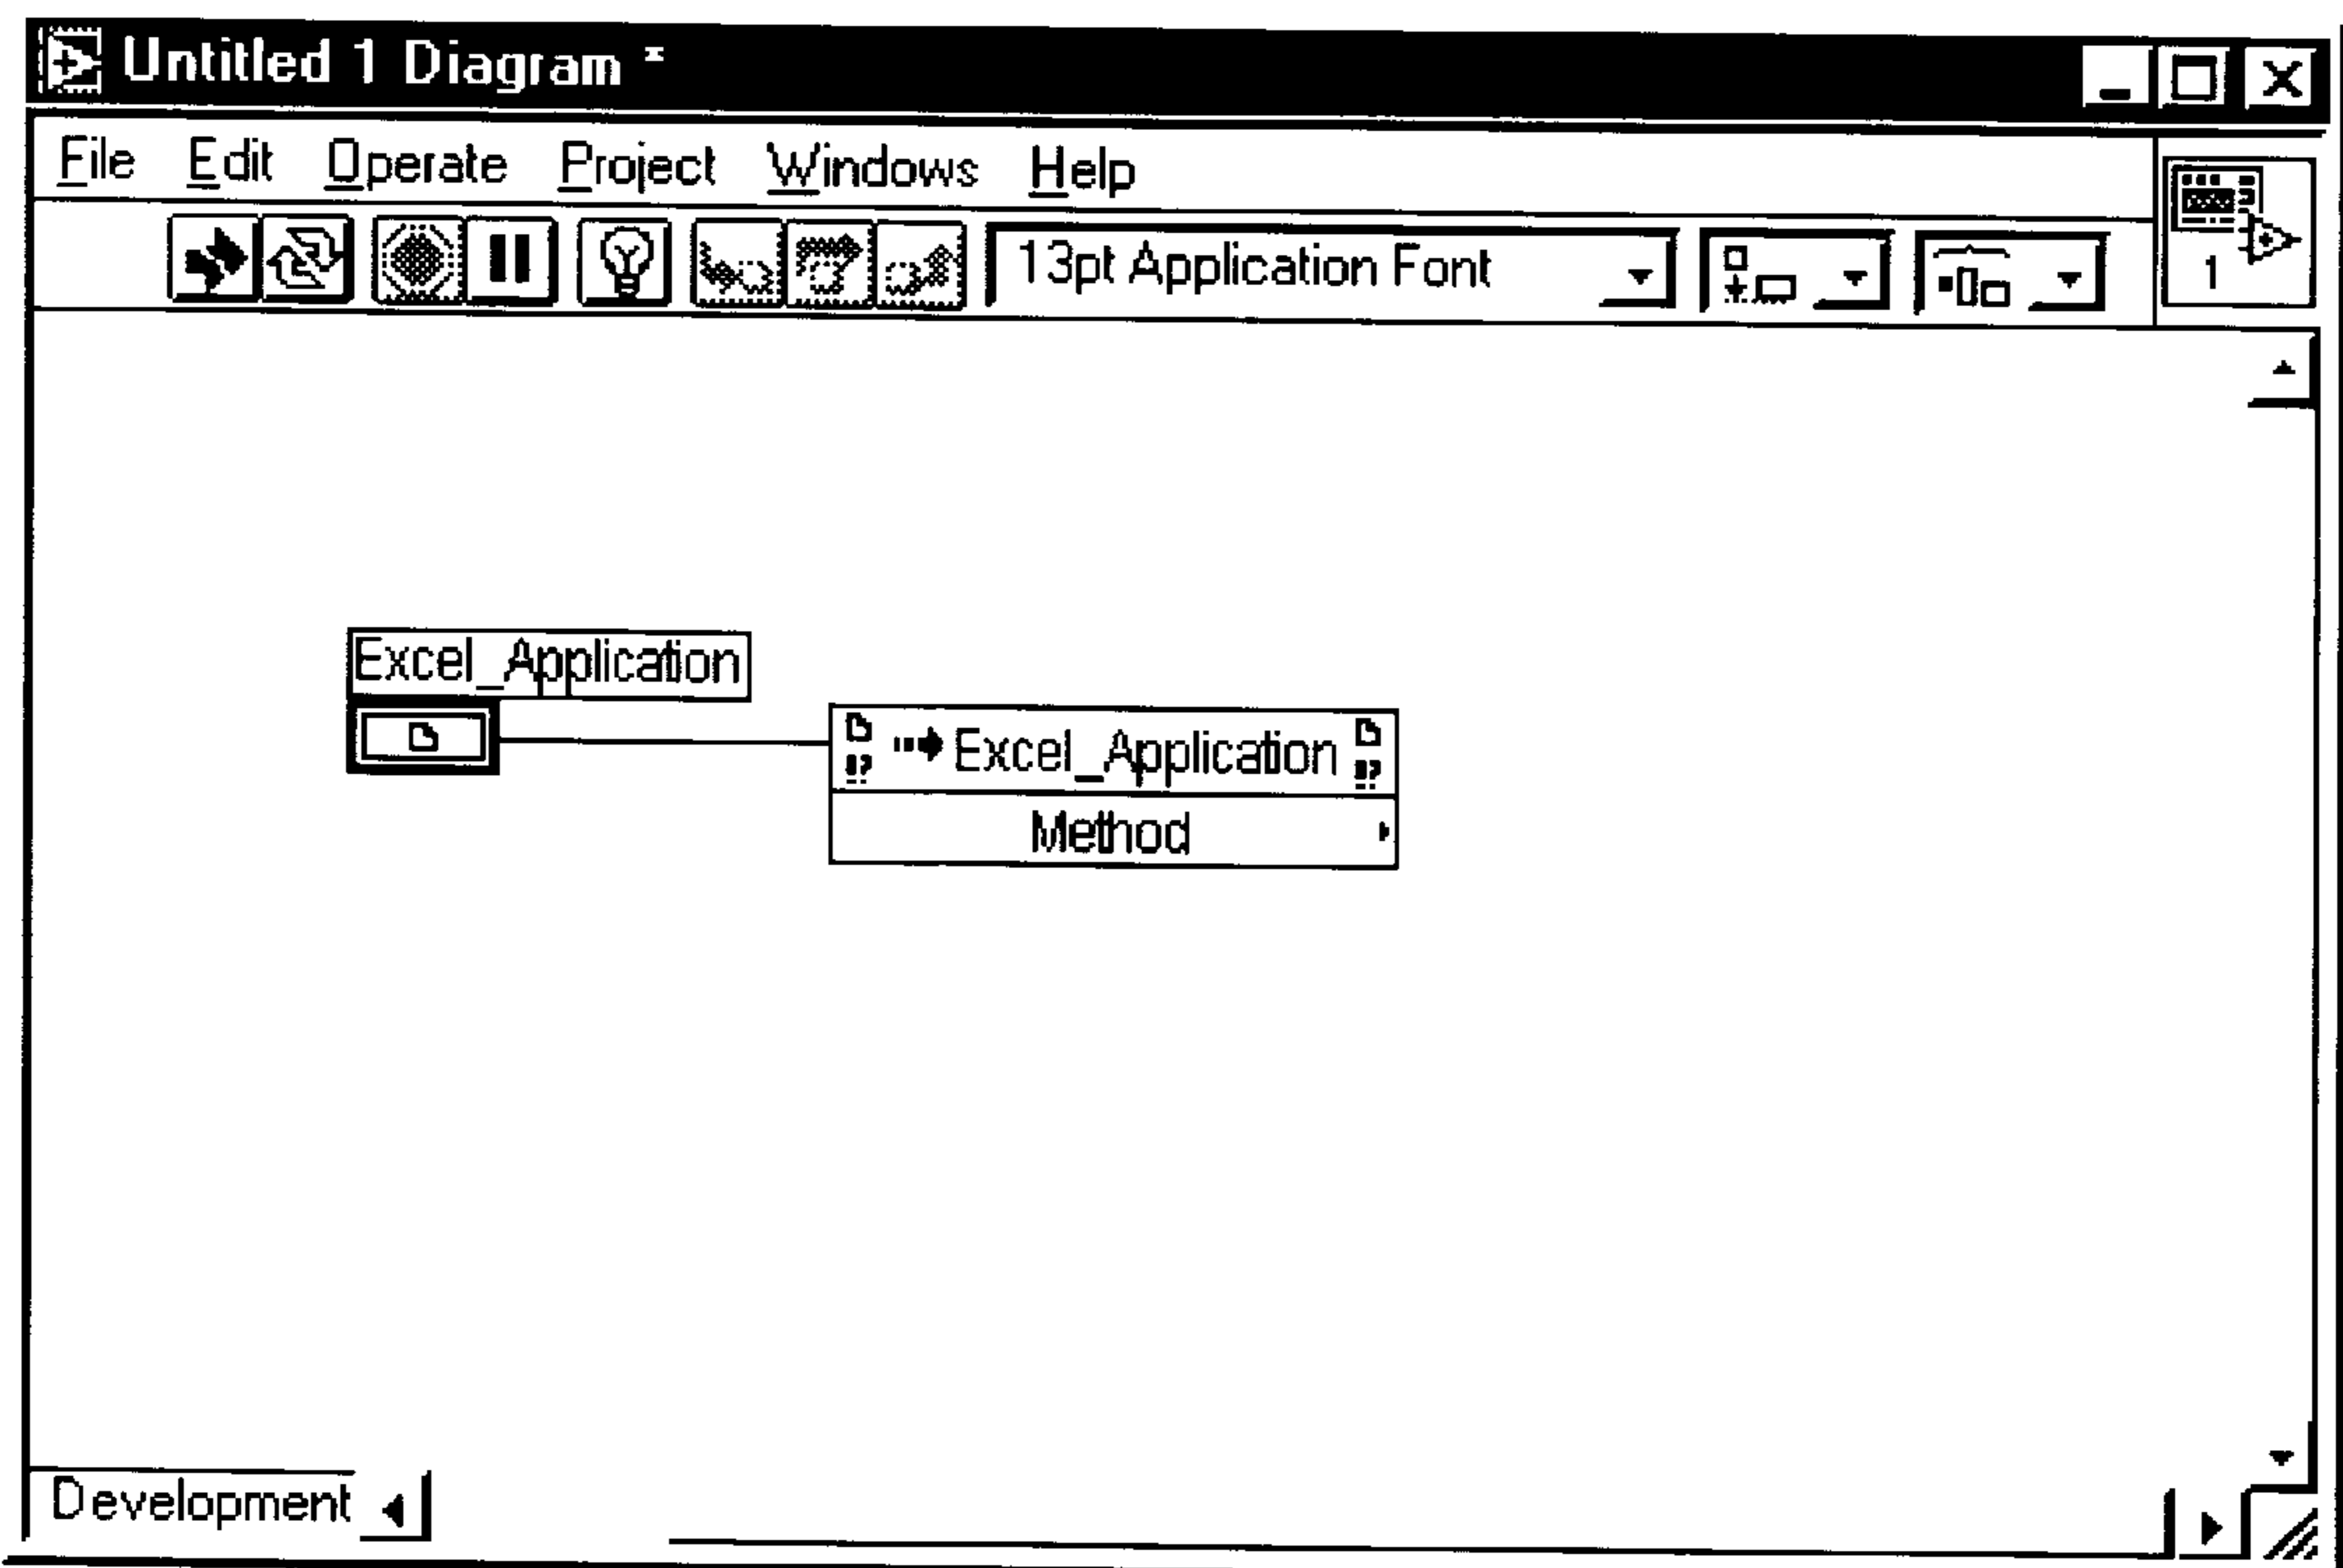 Untitled 1 Diagram *
File Edit Operate Project Windows Help
13pt Application Font
1
Excel_Application
Excel_Application
Method
Development